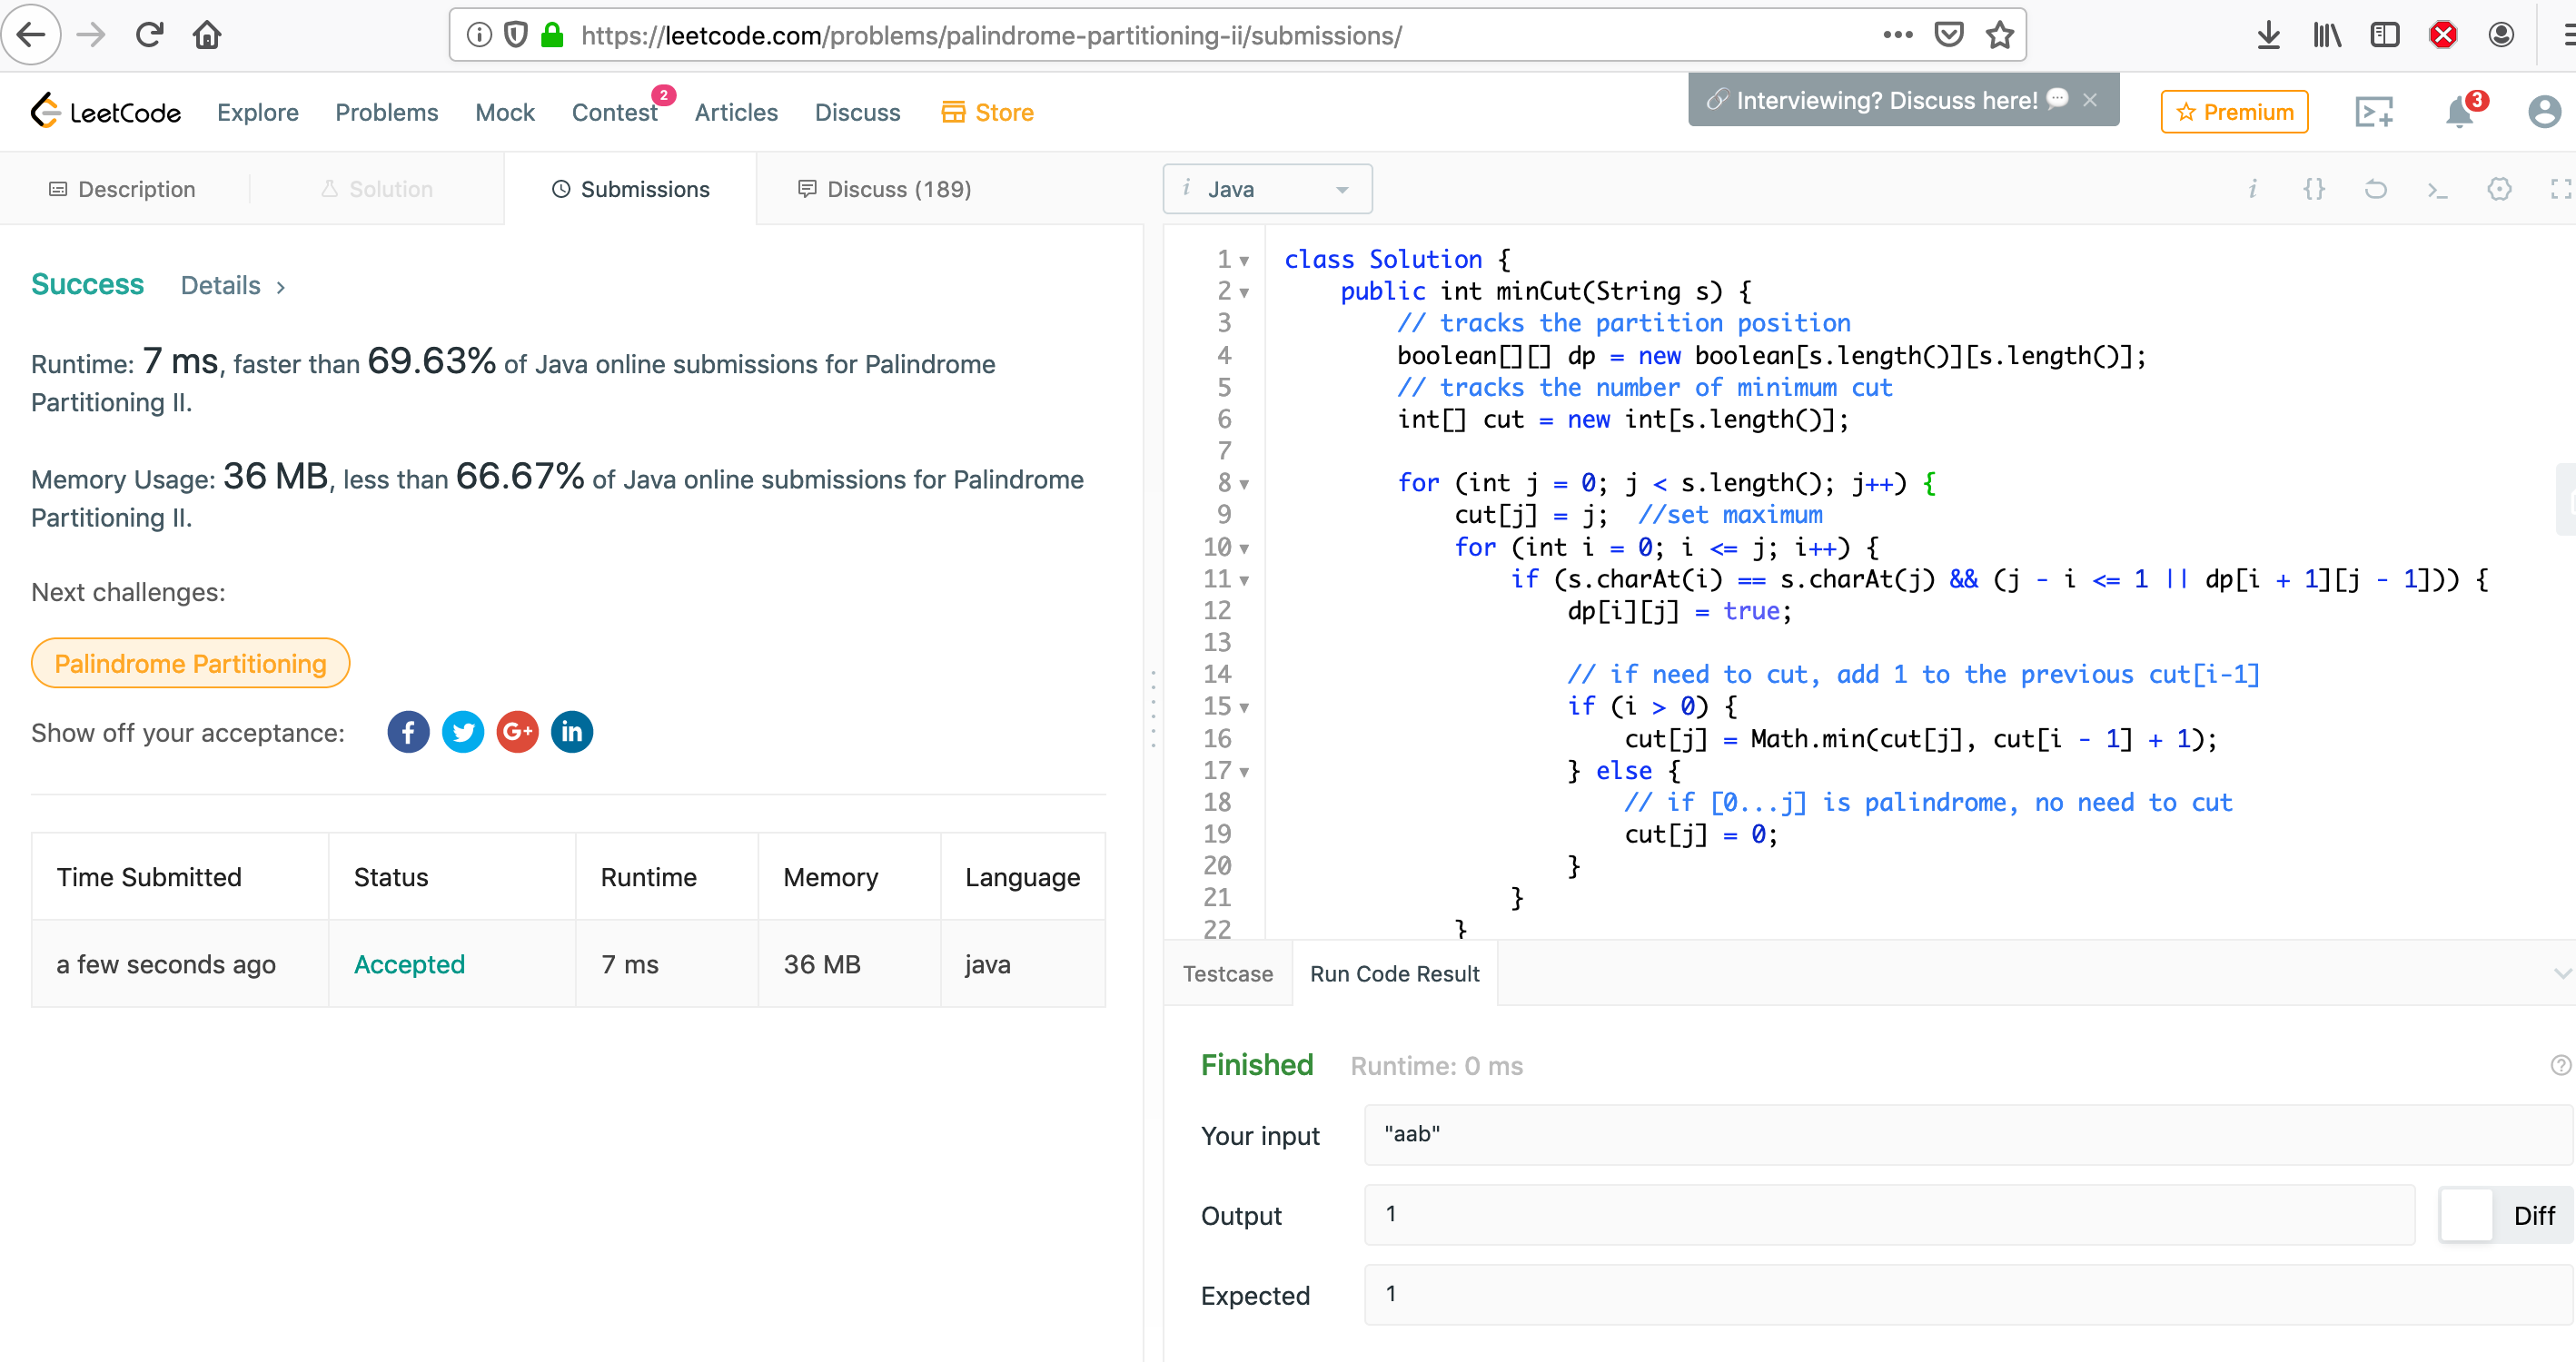 https://leetcode.com/problems/palindrome-partitioning-ii/submissions/
LeetCode Explore Problems Mock Contest 2 Articles Discuss Store
Interviewing? Discuss here! ×
Premium
3
Description Solution Submissions Discuss (189)
i Java
Success Details >
Runtime: 7 ms, faster than 69.63% of Java online submissions for Palindrome
Partitioning II.
Memory Usage: 36 MB, less than 66.67% of Java online submissions for Palindrome
Partitioning II.
Next challenges:
Palindrome Partitioning
Show off your acceptance: f G+ in
Time Submitted Status Runtime Memory Language
a few seconds ago Accepted 7 ms 36 MB java
1 class Solution {
2 public int minCut(String s) {
3 // tracks the partition position
4 boolean[][] dp = new boolean[s.length()][s.length()];
5 // tracks the number of minimum cut
6 int[] cut = new int[s.length()];
7
8 for (int j = 0; j < s.length(); j++) {
9 cut[j] = j; //set maximum
10 for (int i = 0; i <= j; i++) {
11 if (s.charAt(i) == s.charAt(j) && (j - i <= 1 || dp[i + 1][j - 1])) {
12 dp[i][j] = true;
13
14 // if need to cut, add 1 to the previous cut[i-1]
15 if (i > 0) {
16 cut[j] = Math.min(cut[j], cut[i - 1] + 1);
17 } else {
18 // if [0...j] is palindrome, no need to cut
19 cut[j] = 0;
20 }
21 }
22 }
Testcase Run Code Result
Finished Runtime: 0 ms
Your input "aab"
Output 1 Diff
Expected 1